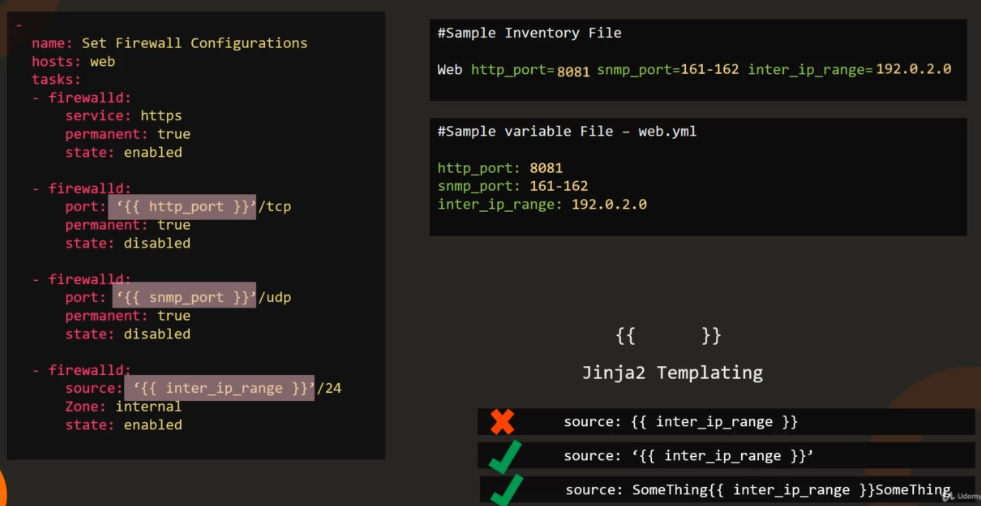 -
name: Set Firewall Configurations
hosts: web
tasks:
- firewalld:
service: https
permanent: true
state: enabled
- firewalld:
port: ‘{{ http_port }}’/tcp
permanent: true
state: disabled
- firewalld:
port: ‘{{ snmp_port }}’/udp
permanent: true
state: disabled
- firewalld:
source: ‘{{ inter_ip_range }}’/24
Zone: internal
state: enabled
#Sample Inventory File
Web http_port=8081 snmp_port=161-162 inter_ip_range=192.0.2.0
#Sample variable File – web.yml
http_port: 8081
snmp_port: 161-162
inter_ip_range: 192.0.2.0
{{ }}
Jinja2 Templating
source: {{ inter_ip_range }}
source: ‘{{ inter_ip_range }}’
source: SomeThing{{ inter_ip_range }}SomeThing
Udemy